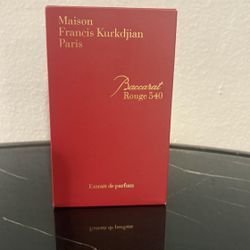 Maison
Francis Kurkdjian
Paris
Baccarat
Rouge 540
Extrait de parfum